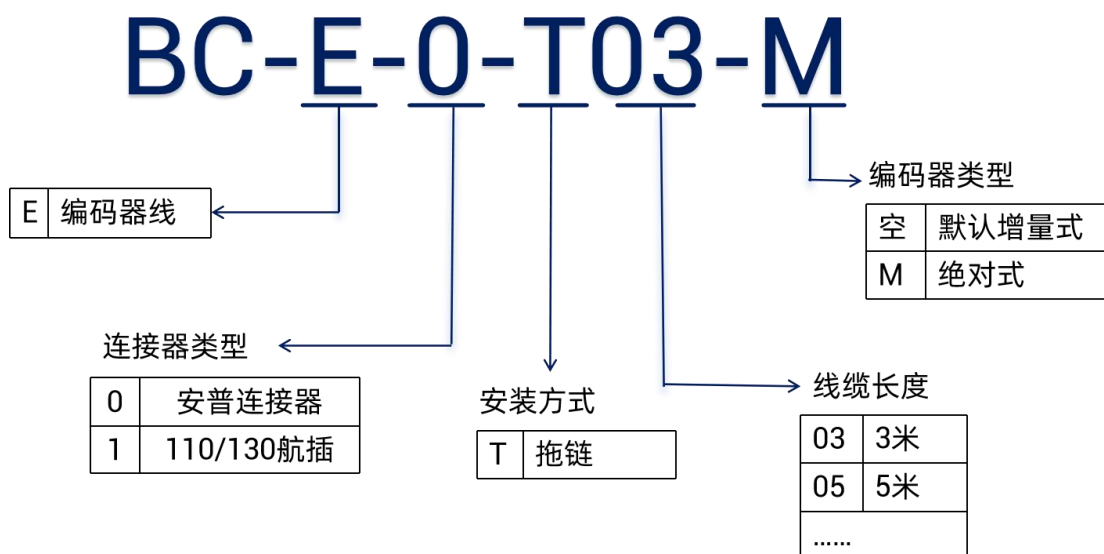 BC-E-0-T03-M
编码器类型
空 默认增量式
M 绝对式
E 编码器线
连接器类型
0 安普连接器
1 110/130航插
安装方式
T 拖链
线缆长度
03 3米
05 5米
......